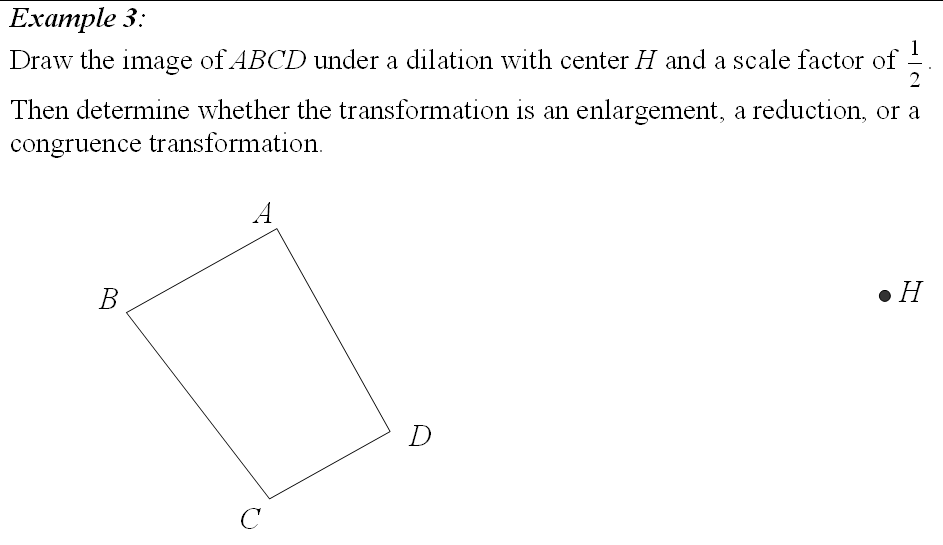 Example 3:
Draw the image of ABCD under a dilation with center H and a scale factor of 1/2.
Then determine whether the transformation is an enlargement, a reduction, or a
congruence transformation.
A
B
H
D
C